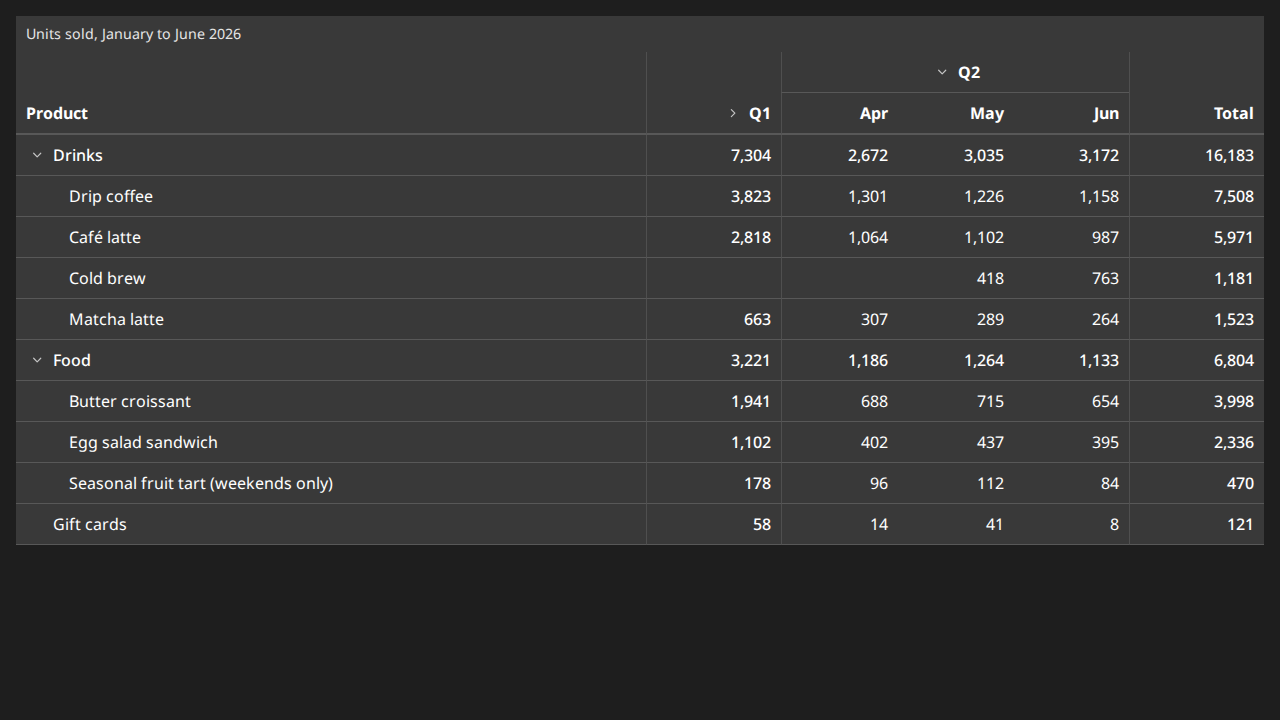 Units sold, January to June 2026
Q2
Product Q1 Apr May Jun Total
Drinks 7,304 2,672 3,035 3,172 16,183
Drip coffee 3,823 1,301 1,226 1,158 7,508
Café latte 2,818 1,064 1,102 987 5,971
Cold brew 418 763 1,181
Matcha latte 663 307 289 264 1,523
Food 3,221 1,186 1,264 1,133 6,804
Butter croissant 1,941 688 715 654 3,998
Egg salad sandwich 1,102 402 437 395 2,336
Seasonal fruit tart (weekends only) 178 96 112 84 470
Gift cards 58 14 41 8 121